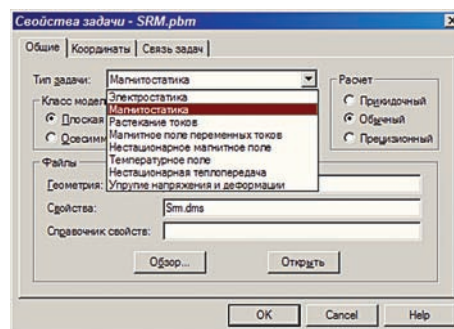 Свойства задачи - SRM.pbm
Общие Координаты Связь задач
Тип задачи: Магнитостатика
Расчет
Класс модел
Плоская
Осесимм
Электростатика
Магнитостатика
Растекание токов
Магнитное поле переменных токов
Нестационарное магнитное поле
Температурное поле
Нестационарная теплопередача
Упругие напряжения и деформации
Прикидочный
Обычный
Прецизионный
Файлы
Геометрия:
Свойства: Srm.dms
Справочник свойств:
Обзор... Открыть
OK Cancel Help